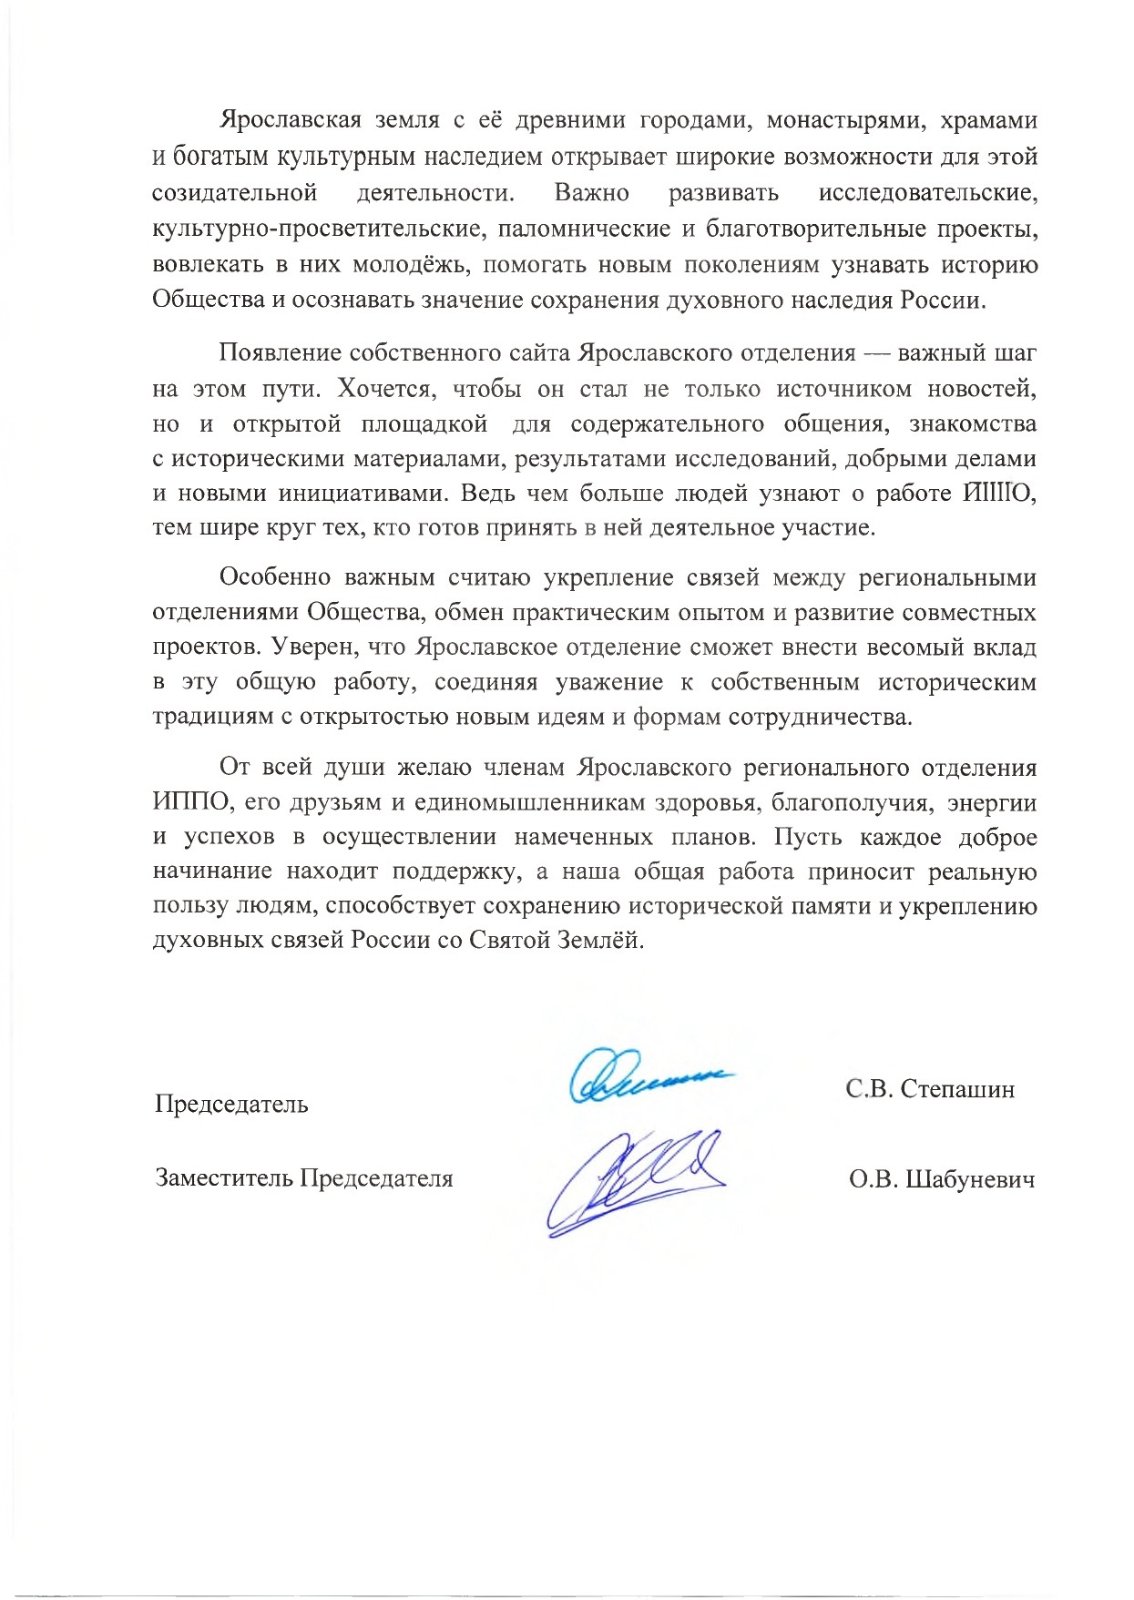 Ярославская земля с её древними городами, монастырями, храмами
и богатым культурным наследием открывает широкие возможности для этой
созидательной деятельности. Важно развивать исследовательские,
культурно-просветительские, паломнические и благотворительные проекты,
вовлекать в них молодёжь, помогать новым поколениям узнавать историю
Общества и осознавать значение сохранения духовного наследия России.
Появление собственного сайта Ярославского отделения — важный шаг
на этом пути. Хочется, чтобы он стал не только источником новостей,
но и открытой площадкой для содержательного общения, знакомства
с историческими материалами, результатами исследований, добрыми делами
и новыми инициативами. Ведь чем больше людей узнают о работе ИППО,
тем шире круг тех, кто готов принять в ней деятельное участие.
Особенно важным считаю укрепление связей между региональными
отделениями Общества, обмен практическим опытом и развитие совместных
проектов. Уверен, что Ярославское отделение сможет внести весомый вклад
в эту общую работу, соединяя уважение к собственным историческим
традициям с открытостью новым идеям и формам сотрудничества.
От всей души желаю членам Ярославского регионального отделения
ИППО, его друзьям и единомышленникам здоровья, благополучия, энергии
и успехов в осуществлении намеченных планов. Пусть каждое доброе
начинание находит поддержку, а наша общая работа приносит реальную
пользу людям, способствует сохранению исторической памяти и укреплению
духовных связей России со Святой Землёй.
Председатель С.В. Степашин
Заместитель Председателя О.В. Шабуневич